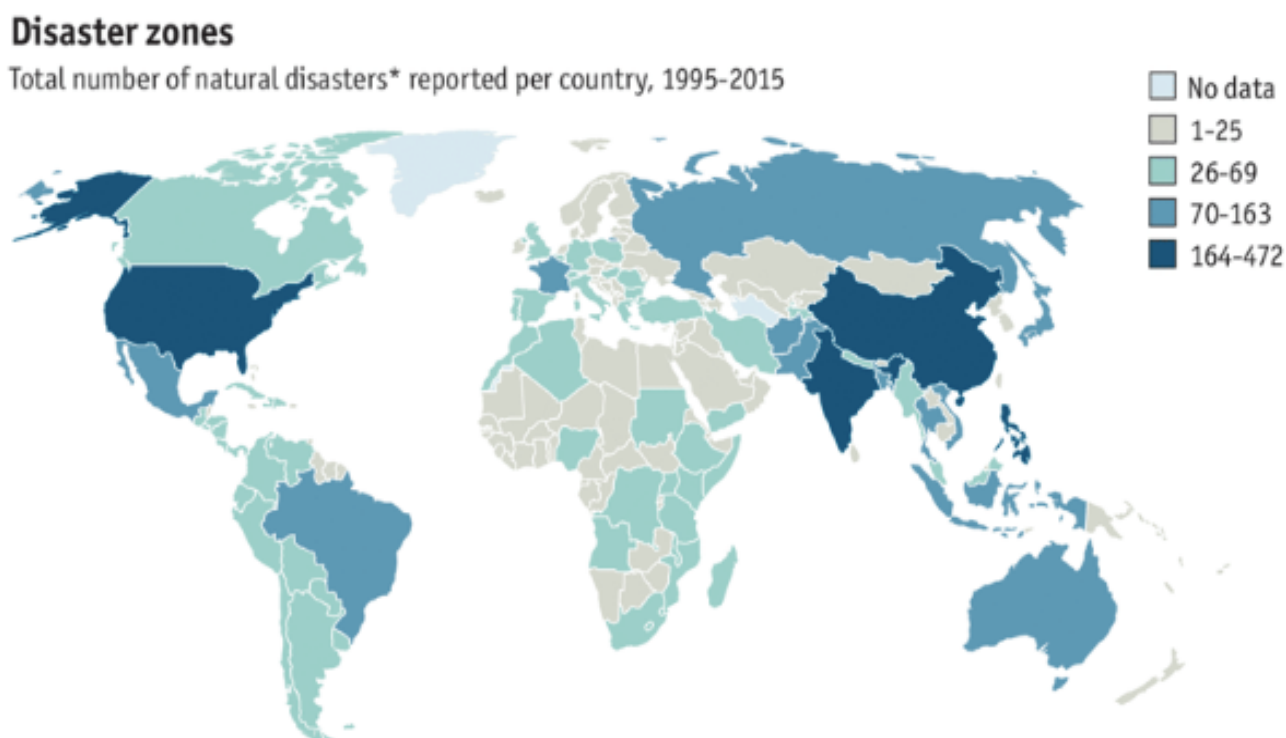 Disaster zones
Total number of natural disasters* reported per country, 1995-2015
No data
1-25
26-69
70-163
164-472